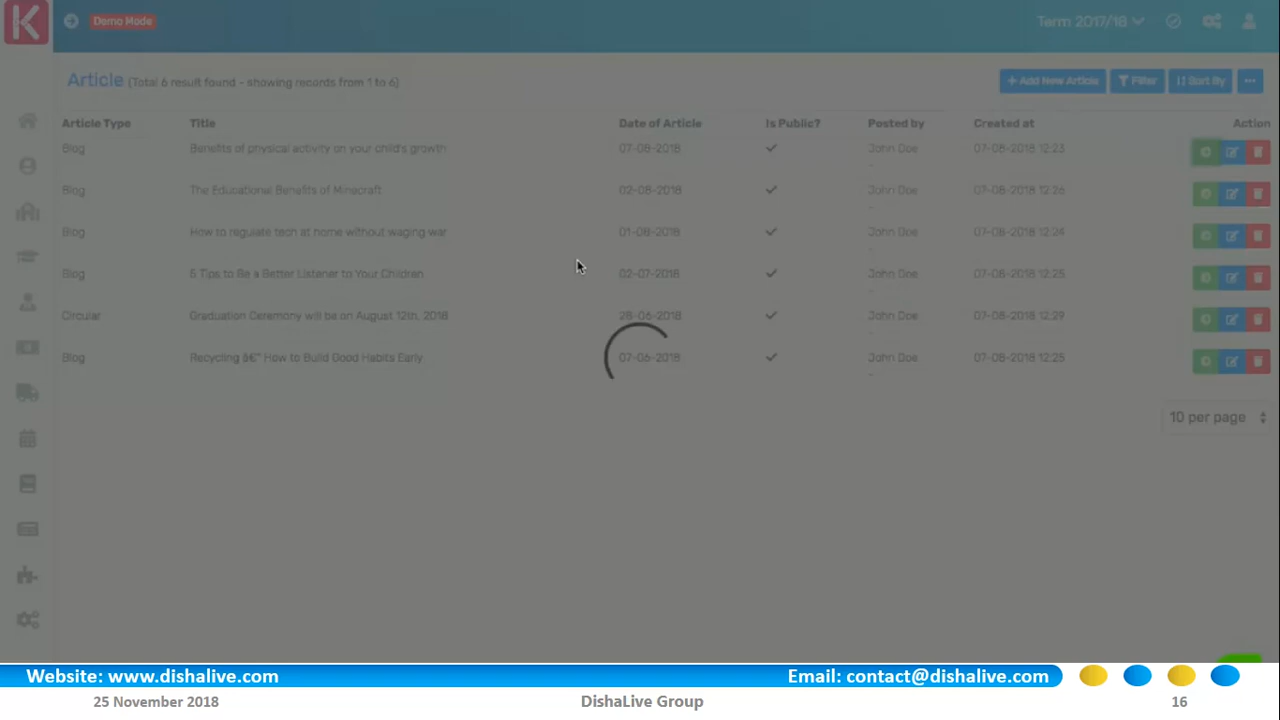 K Demo Mode Term 2017/18
Article (Total 6 result found - showing records from 1 to 6) + Add New Article Filter Sort By ...
Article Type Title Date of Article Is Public? Posted by Created at Action
Blog Benefits of physical activity on your child's growth 07-08-2018 John Doe 07-08-2018 12:23
-
Blog The Educational Benefits of Minecraft 02-08-2018 John Doe 07-08-2018 12:26
-
Blog How to regulate tech at home without waging war 01-08-2018 John Doe 07-08-2018 12:24
-
Blog 5 Tips to Be a Better Listener to Your Children 02-07-2018 John Doe 07-08-2018 12:25
-
Circular Graduation Ceremony will be on August 12th, 2018 28-06-2018 John Doe 07-08-2018 12:29
-
Blog Recycling â€“ How to Build Good Habits Early 07-06-2018 John Doe 07-08-2018 12:25
-
10 per page
Website: www.dishalive.com Email: contact@dishalive.com
25 November 2018 DishaLive Group 16